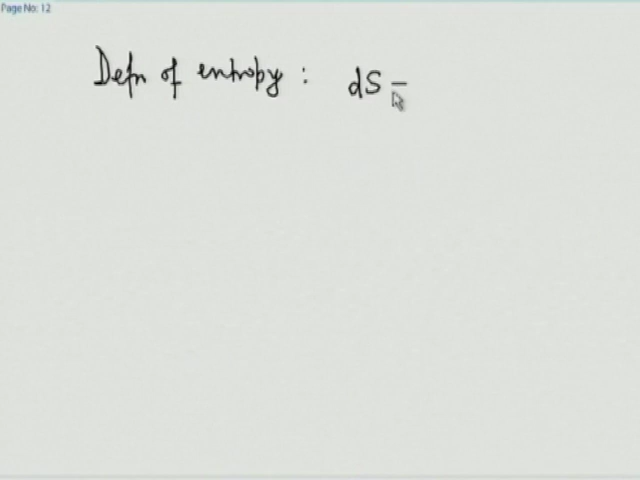 Page No: 12
Defn of entropy : dS –